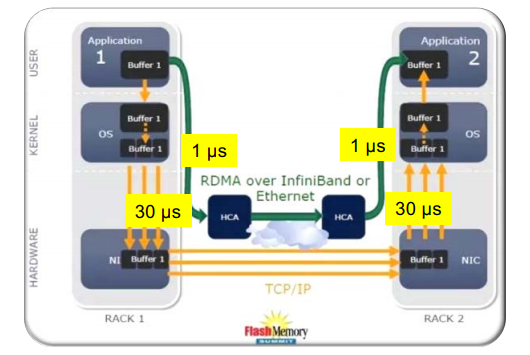 USER
KERNEL
HARDWARE
Application
1
Buffer 1
OS
Buffer 1
Buffer 1
1 µs
30 µs
NI
Buffer 1
RACK 1
RDMA over InfiniBand or
Ethernet
HCA
HCA
TCP/IP
Application
2
Buffer 1
OS
Buffer 1
Buffer 1
1 µs
30 µs
NIC
Buffer 1
RACK 2
Flash Memory
SUMMIT